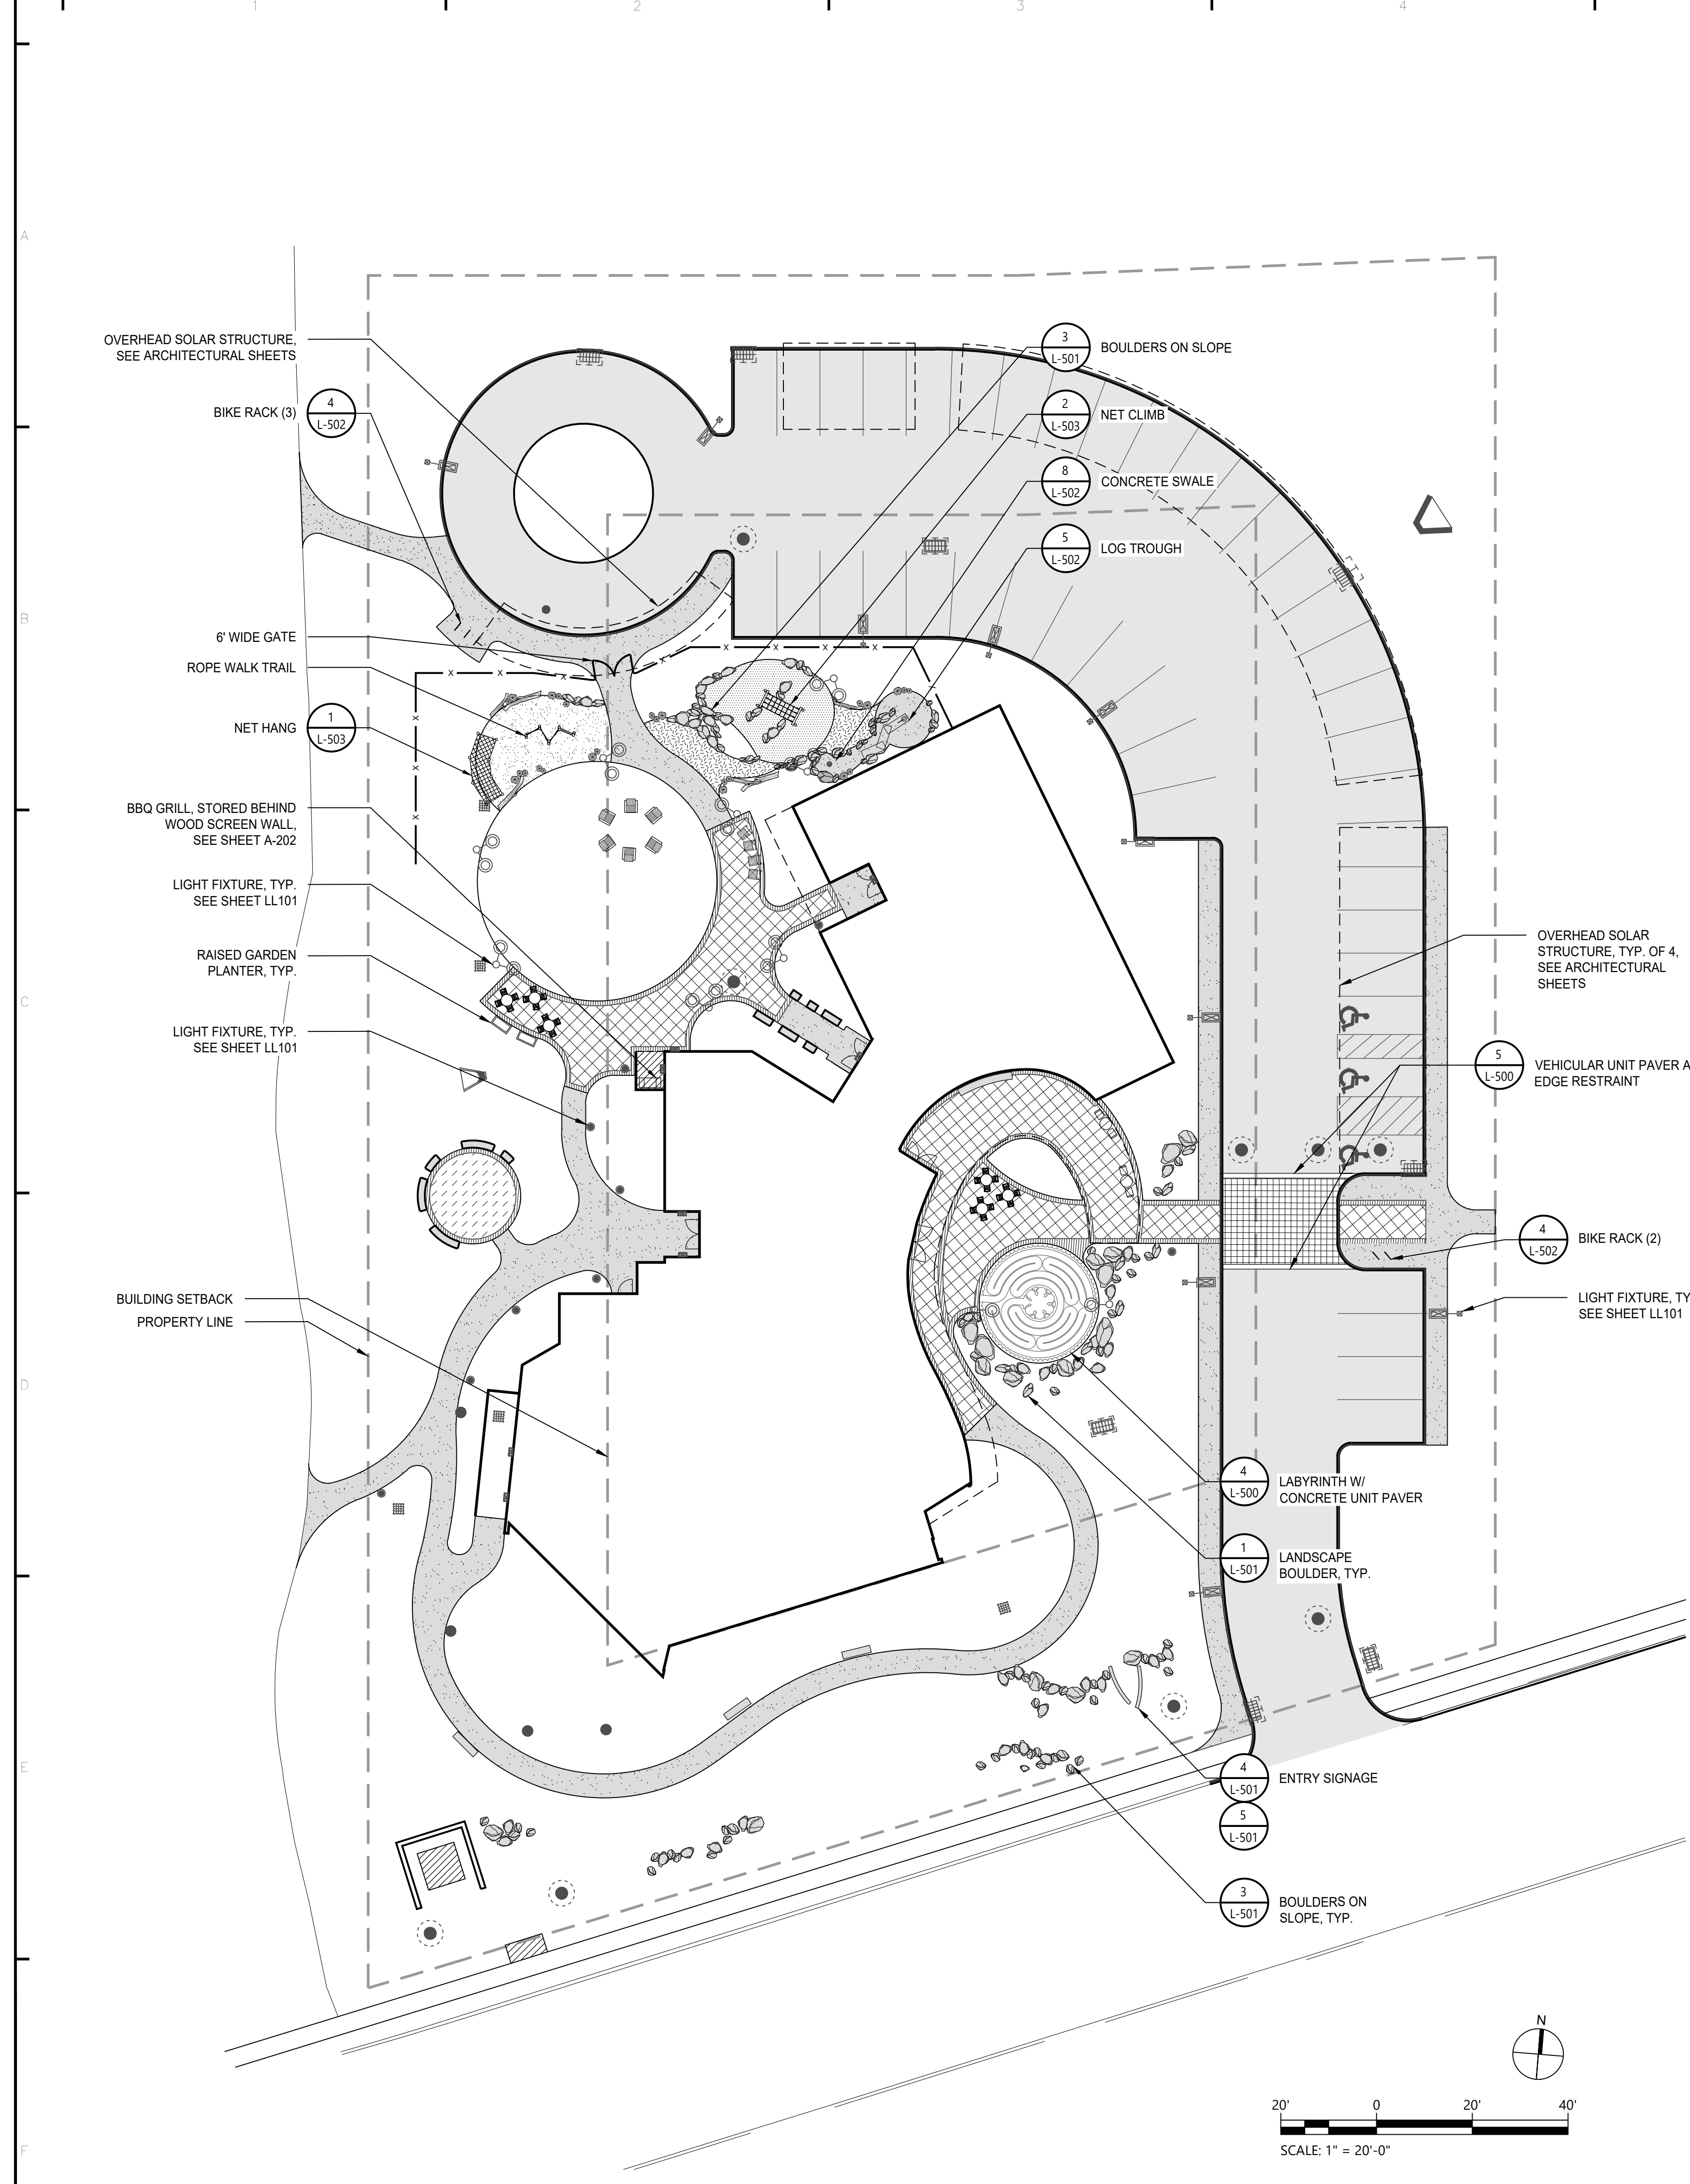 1
2
3
4
A
B
C
D
E
F
OVERHEAD SOLAR STRUCTURE,
SEE ARCHITECTURAL SHEETS
BIKE RACK (3)
4
L-502
6' WIDE GATE
ROPE WALK TRAIL
NET HANG
1
L-503
BBQ GRILL, STORED BEHIND
WOOD SCREEN WALL,
SEE SHEET A-202
LIGHT FIXTURE, TYP.
SEE SHEET LL101
RAISED GARDEN
PLANTER, TYP.
LIGHT FIXTURE, TYP.
SEE SHEET LL101
BUILDING SETBACK
PROPERTY LINE
3
L-501
BOULDERS ON SLOPE
2
L-503
NET CLIMB
8
L-502
CONCRETE SWALE
5
L-502
LOG TROUGH
X
X
X
X
X
X
X
X
X
X
X
OVERHEAD SOLAR
STRUCTURE, TYP. OF 4,
SEE ARCHITECTURAL
SHEETS
5
L-500
VEHICULAR UNIT PAVER A
EDGE RESTRAINT
4
L-502
BIKE RACK (2)
LIGHT FIXTURE, TY
SEE SHEET LL101
4
L-500
LABYRINTH W/
CONCRETE UNIT PAVER
1
L-501
LANDSCAPE
BOULDER, TYP.
4
L-501
ENTRY SIGNAGE
5
L-501
3
L-501
BOULDERS ON
SLOPE, TYP.
N
20' 0 20' 40'
SCALE: 1" = 20'-0"